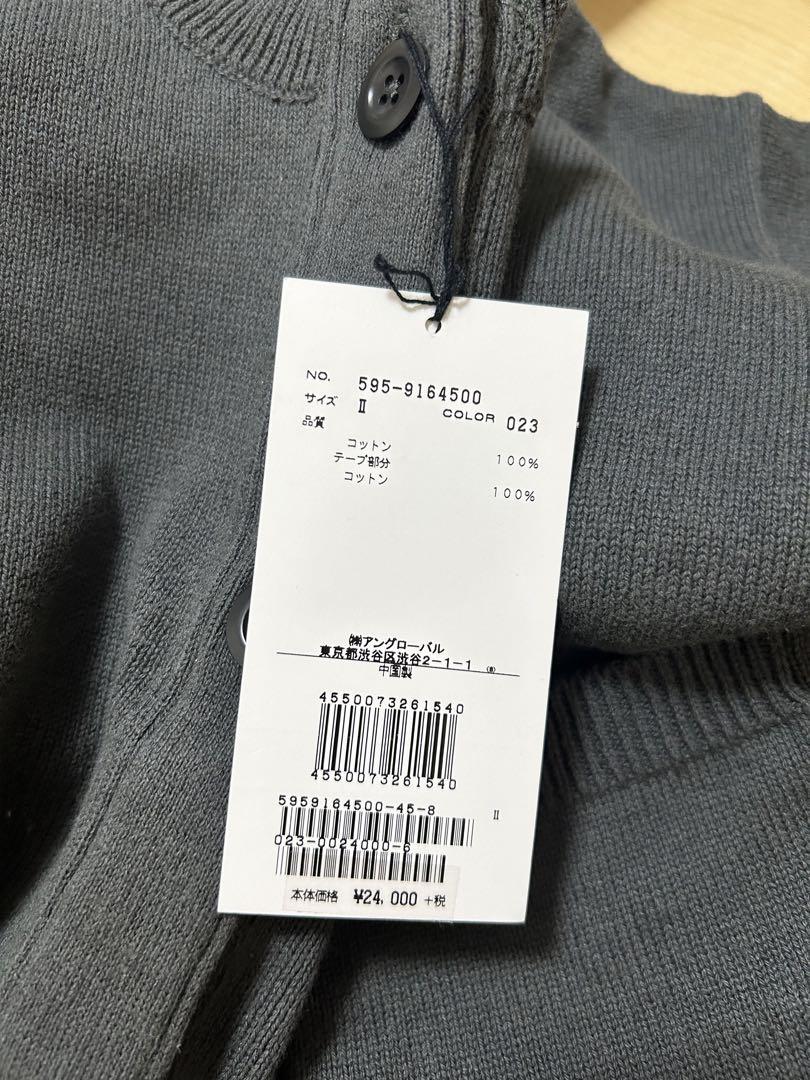 NO. 595-9164500
サイズ Ⅱ COLOR 023
品質
コットン 100%
テープ部分
コットン 100%
㈱アングローバル
東京都渋谷区渋谷2-1-1
中国製
4550073261540
4550073261540
5959164500-45-8 Ⅱ
023-0024000-6
本体価格 ¥24,000 +税